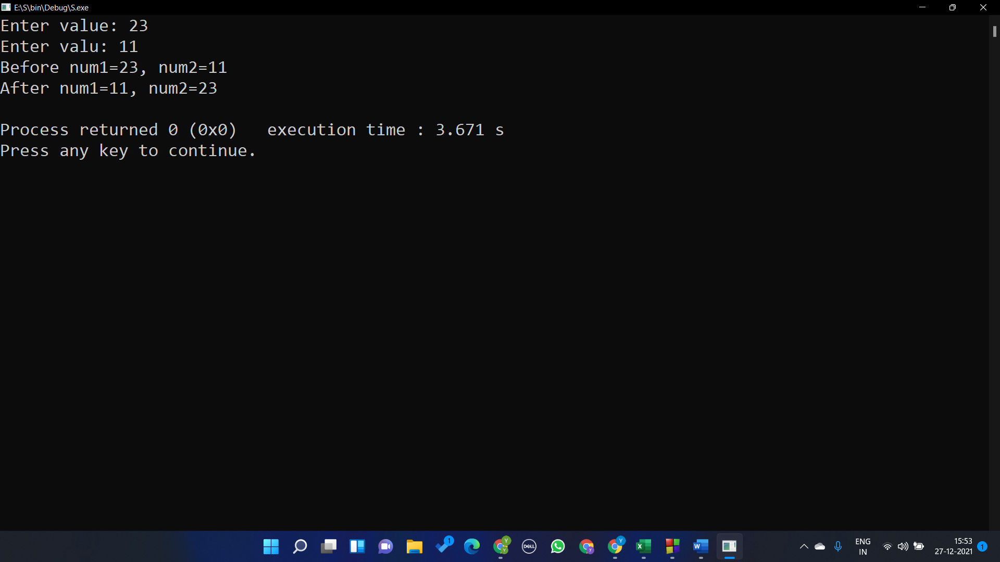 E:\S\bin\Debug\S.exe
Enter value: 23
Enter valu: 11
Before num1=23, num2=11
After num1=11, num2=23
Process returned 0 (0x0)   execution time : 3.671 s
Press any key to continue.
1
Y
Y
DELL
Y
Y
X
W
ENG
IN
15:53
27-12-2021
1